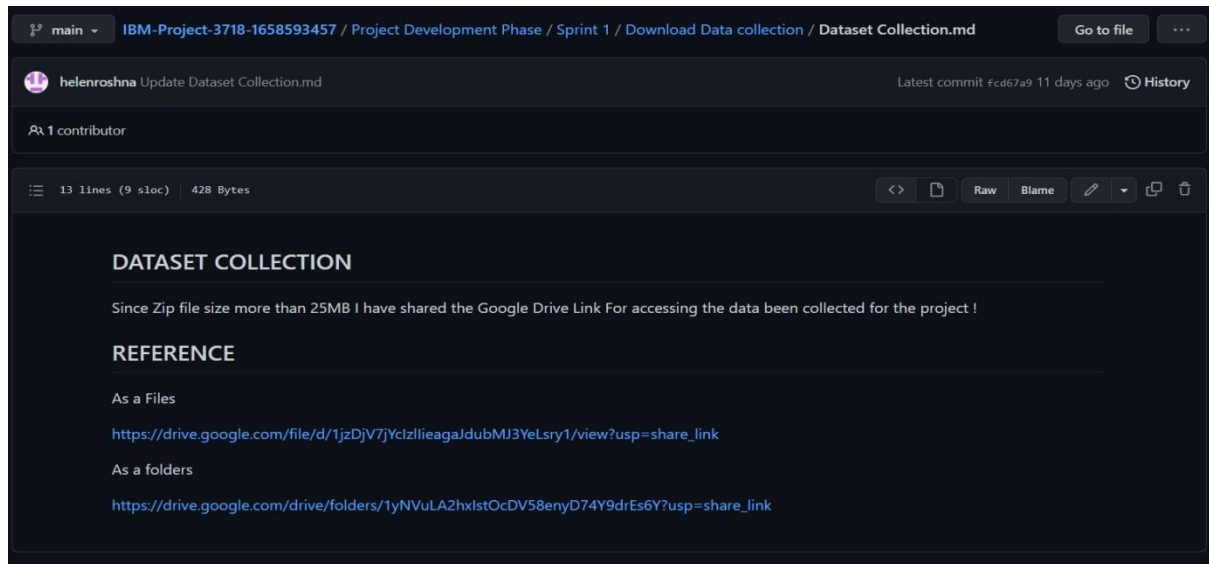 main IBM-Project-3718-1658593457 / Project Development Phase / Sprint 1 / Download Data collection / Dataset Collection.md Go to file ...
helenroshna Update Dataset Collection.md Latest commit fcd67a9 11 days ago History
1 contributor
13 lines (9 sloc) 428 Bytes <> Raw Blame
DATASET COLLECTION
Since Zip file size more than 25MB I have shared the Google Drive Link For accessing the data been collected for the project !
REFERENCE
As a Files
https://drive.google.com/file/d/1jzDjV7jYcIzlIieagaJdubMJ3YeLsry1/view?usp=share_link
As a folders
https://drive.google.com/drive/folders/1yNVuLA2hxIstOcDV58enyD74Y9drEs6Y?usp=share_link